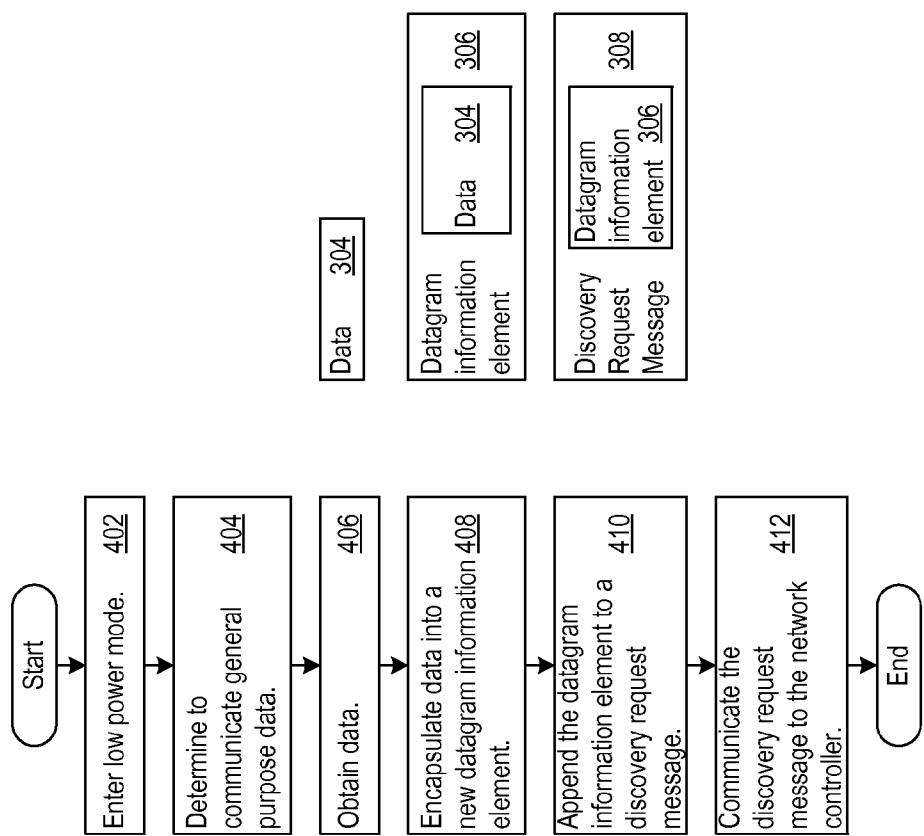 Start
Enter low power mode. 402
Determine to
communicate general
purpose data. 404
Obtain data. 406
Encapsulate data into a
new datagram information 408
element.
Append the datagram
information element to a
discovery request
message. 410
Communicate the
discovery request
message to the network
controller. 412
End
Data 304
Datagram
information
element
Data 304
306
Discovery
Request
Message
Datagram
information
element 306
308